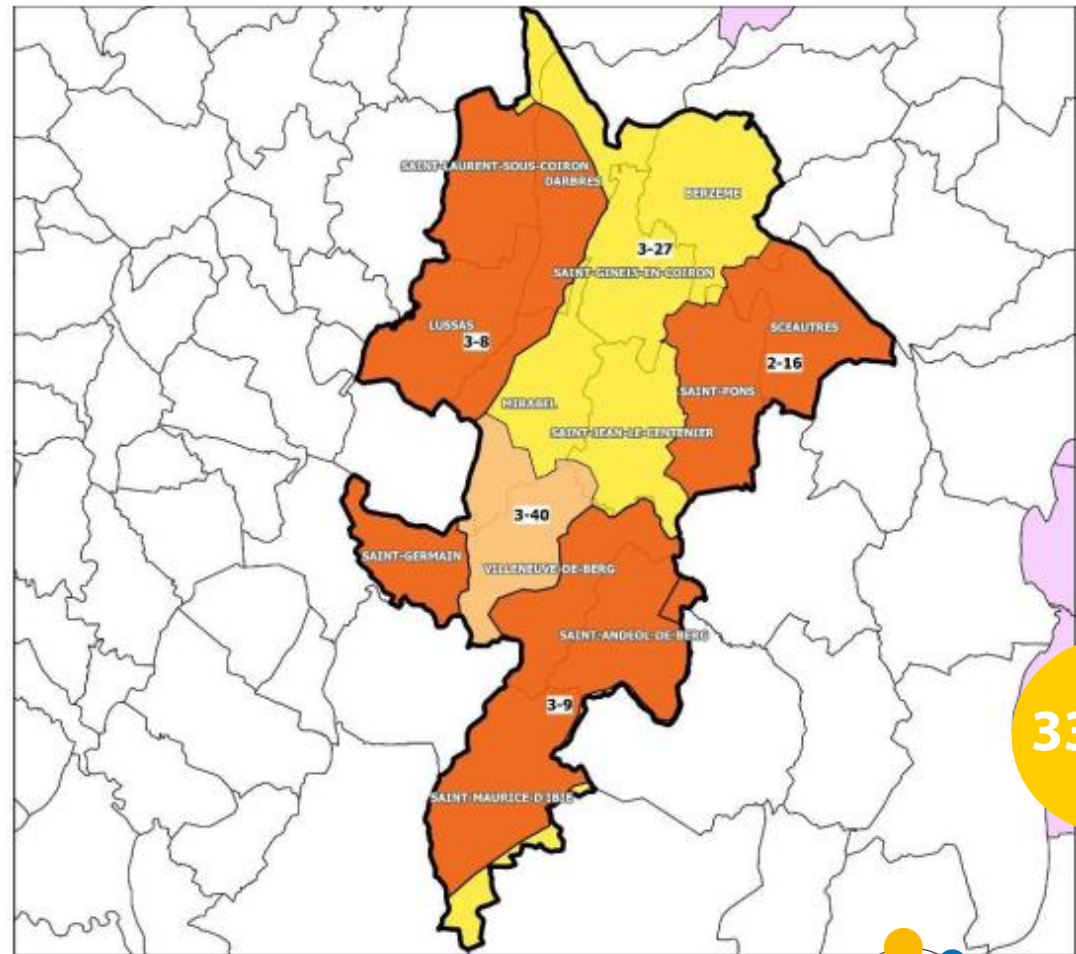 SAINT-LAURENT-SOUS-COIRON
DARBRES
BERZEME
3-27
SAINT-GINEIS-EN-COIRON
LUSSAS
3-8
SCEAUTRES
2-16
SAINT-PONS
MIRABEL
SAINT-JEAN-LE-CENTENIER
3-40
SAINT-GERMAIN
VILLENEUVE-DE-BERG
SAINT-ANDEOL-DE-BERG
3-9
33
SAINT-MAURICE-D'IBIE